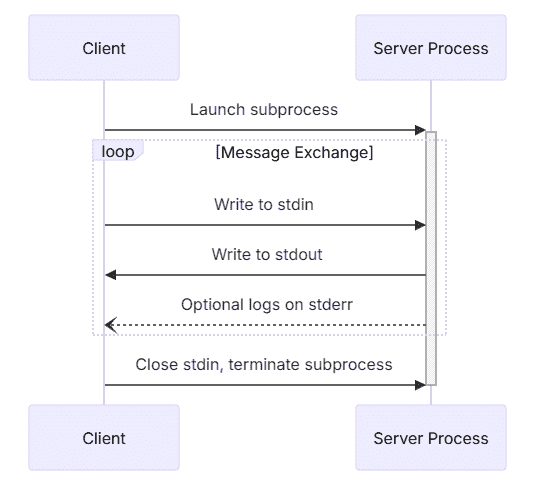 Client
Server Process
Launch subprocess
loop
[Message Exchange]
Write to stdin
Write to stdout
Optional logs on stderr
Close stdin, terminate subprocess
Client
Server Process